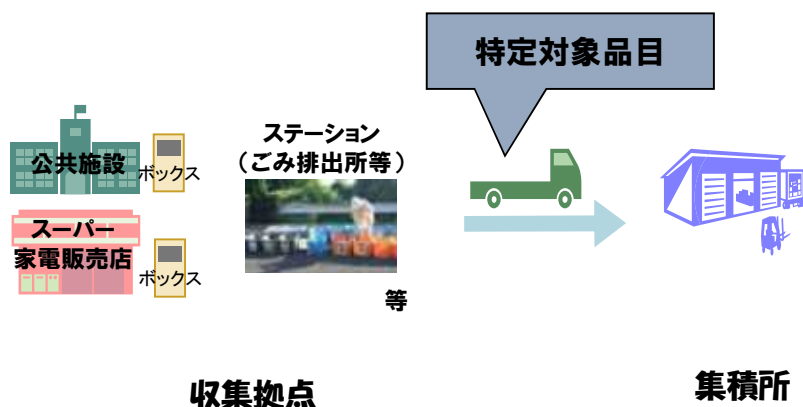 特定対象品目
ステーション
（ごみ排出所等）
公共施設
ボックス
スーパー
家電販売店
ボックス
等
収集拠点
集積所